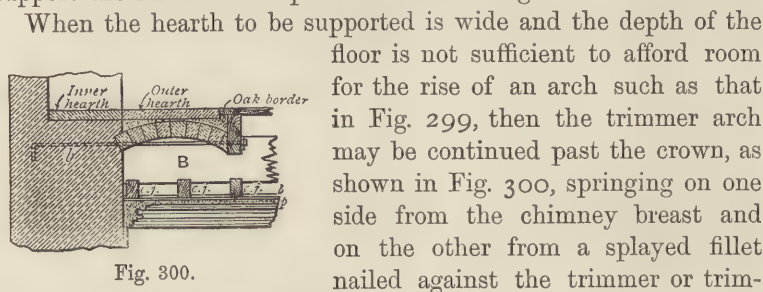 When the hearth to be supported is wide and the depth of the
floor is not sufficient to afford room
for the rise of an arch such as that
in Fig. 299, then the trimmer arch
may be continued past the crown, as
shown in Fig. 300, springing on one
side from the chimney breast and
on the other from a splayed fillet
nailed against the trimmer or trim-
Inner
hearth
Outer
hearth
Oak border
b
B
c.j.
c.j.
c.j.
p
Fig. 300.